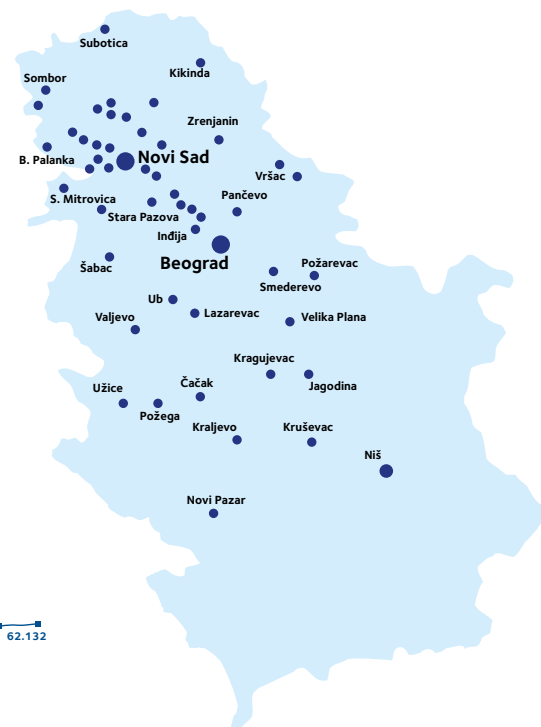 Subotica
Kikinda
Sombor
Zrenjanin
B. Palanka
Novi Sad
Vršac
S. Mitrovica
Pančevo
Stara Pazova
Inđija
Beograd
Šabac
Požarevac
Smederevo
Ub
Lazarevac
Valjevo
Velika Plana
Kragujevac
Čačak
Jagodina
Užice
Požega
Kraljevo
Kruševac
Niš
Novi Pazar
62.132